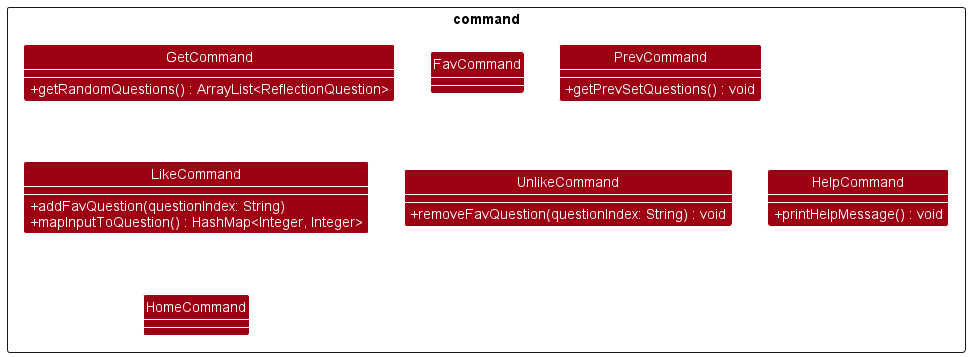 command
GetCommand
+getRandomQuestions() : ArrayList<ReflectionQuestion>
FavCommand
PrevCommand
+getPrevSetQuestions() : void
LikeCommand
+addFavQuestion(questionIndex: String)
+mapInputToQuestion() : HashMap<Integer, Integer>
UnlikeCommand
+removeFavQuestion(questionIndex: String) : void
HelpCommand
+printHelpMessage() : void
HomeCommand